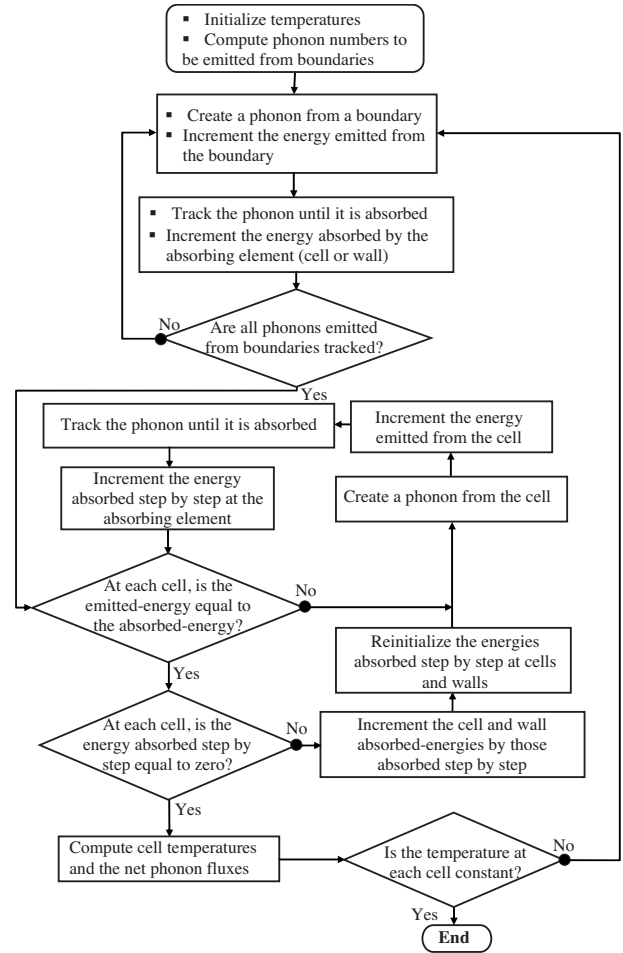 ▪ Initialize temperatures
▪ Compute phonon numbers to
be emitted from boundaries
▪ Create a phonon from a boundary
▪ Increment the energy emitted from
the boundary
▪ Track the phonon until it is absorbed
▪ Increment the energy absorbed by the
absorbing element (cell or wall)
No
Are all phonons emitted
from boundaries tracked?
Yes
Track the phonon until it is absorbed
Increment the energy
emitted from the cell
Increment the energy
absorbed step by step at the
absorbing element
Create a phonon from the cell
At each cell, is the
emitted-energy equal to
the absorbed-energy?
No
Reinitialize the energies
absorbed step by step at cells
and walls
Yes
At each cell, is the
energy absorbed step by
step equal to zero?
No
Increment the cell and wall
absorbed-energies by those
absorbed step by step
Yes
Compute cell temperatures
and the net phonon fluxes
Is the temperature at
each cell constant?
No
Yes
End